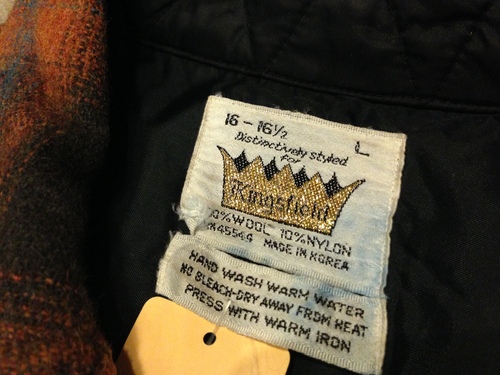 16 - 16½ L
Distinctively styled
for
Kingsfield
0%WOOL 10%NYLON
MADE IN KOREA
HAND WASH WARM WATER
NO BLEACH-DRY AWAY FROM HEAT
PRESS WITH WARM IRON